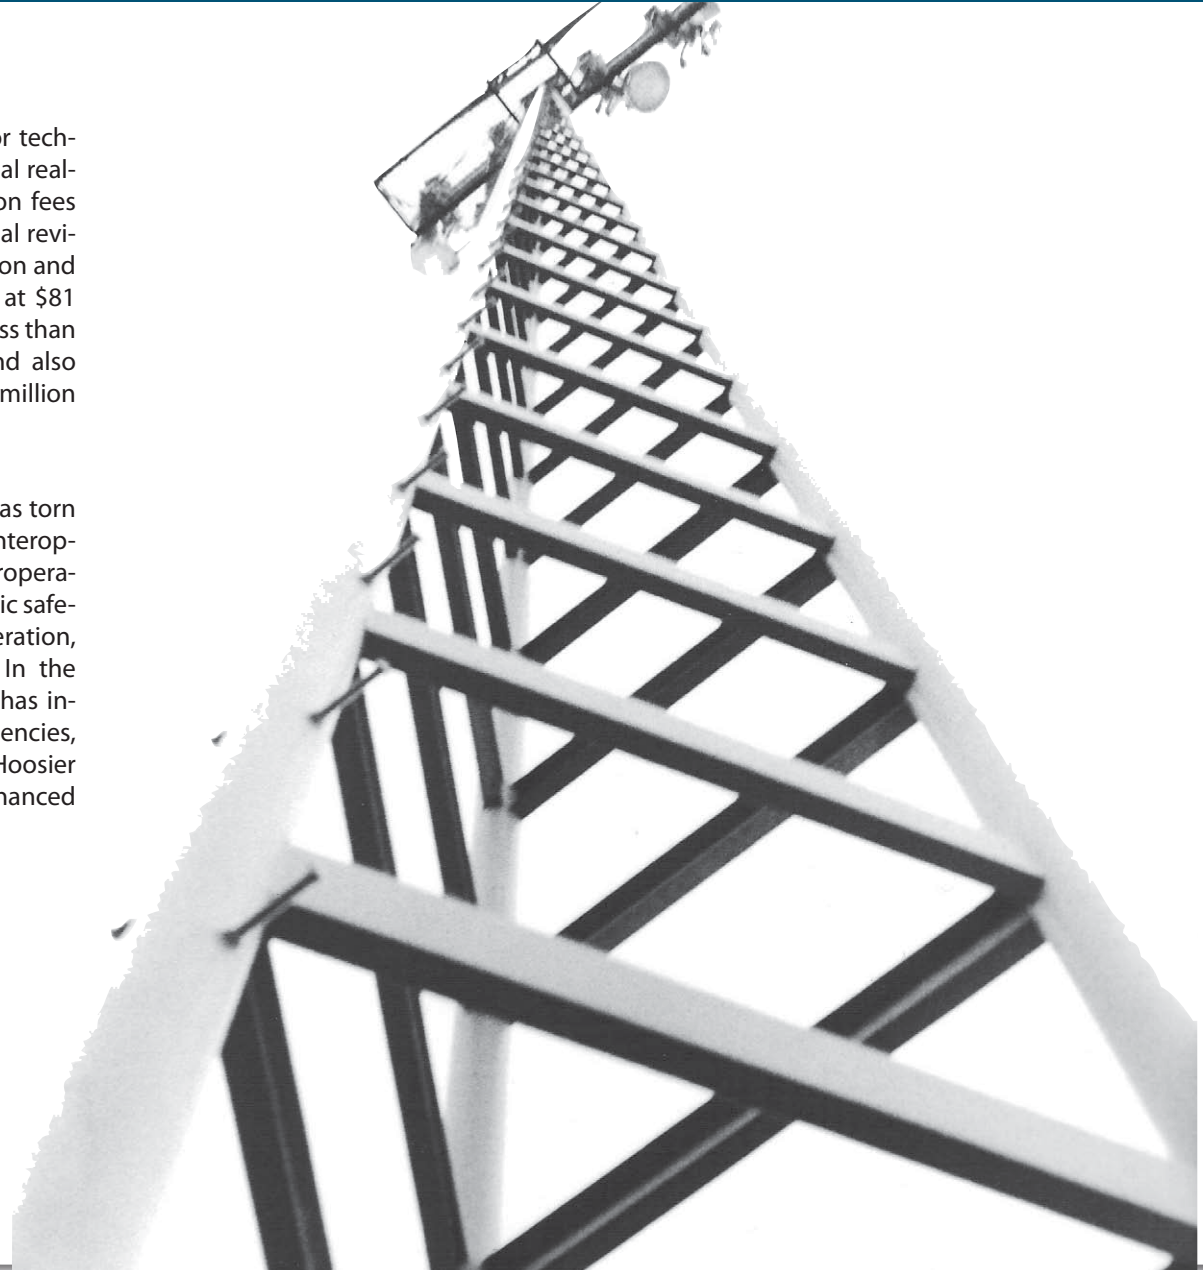 or tech-
al real-
on fees
al revi-
on and
at $81
ss than
nd also
million
as torn
nterop-
ropera-
ic safe-
eration,
In the
has in-
encies,
Hoosier
hanced